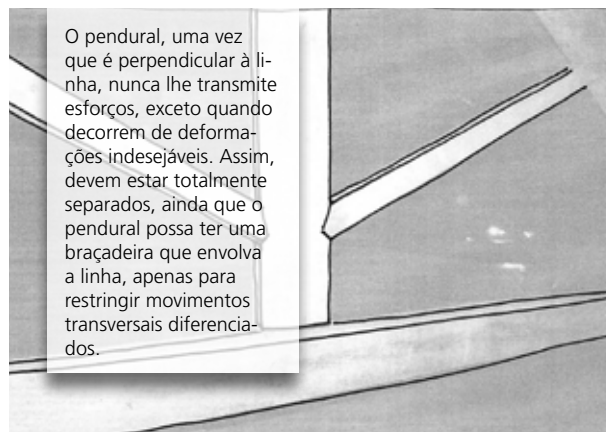 O pendural, uma vez
que é perpendicular à li-
nha, nunca lhe transmite
esforços, exceto quando
decorrem de deforma-
ções indesejáveis. Assim,
devem estar totalmente
separados, ainda que o
pendural possa ter uma
braçadeira que envolva
a linha, apenas para
restringir movimentos
transversais diferencia-
dos.